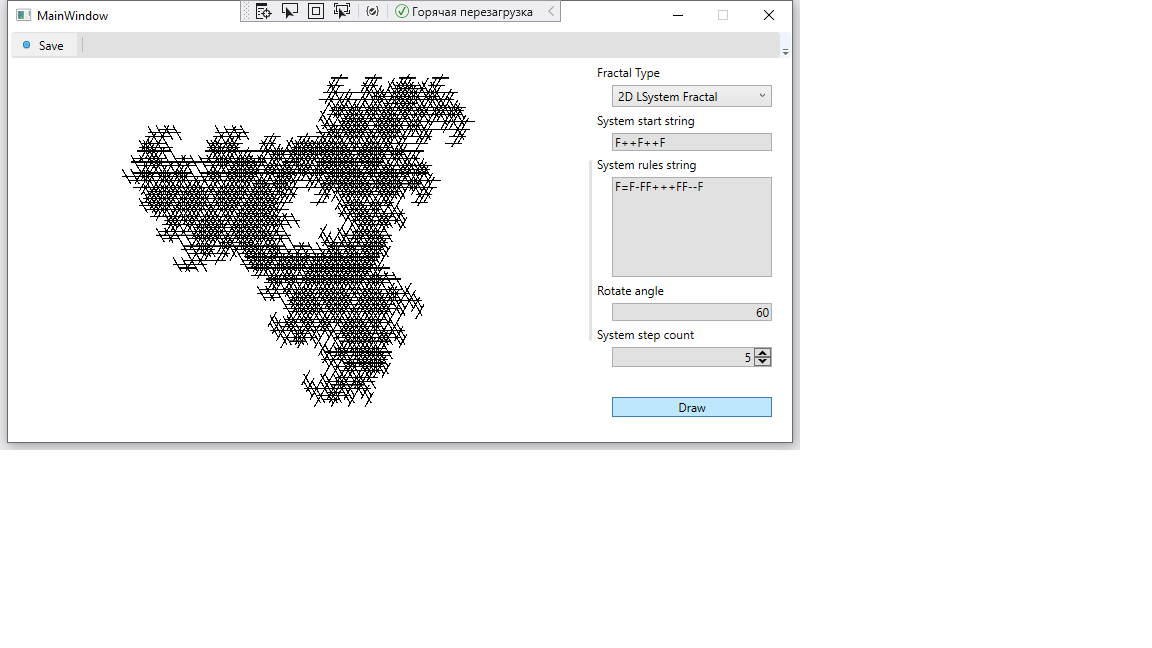 MainWindow
Горячая перезагрузка
Save
Fractal Type
2D LSystem Fractal
System start string
F++F++F
System rules string
F=F-FF+++FF--F
Rotate angle
60
System step count
5
Draw